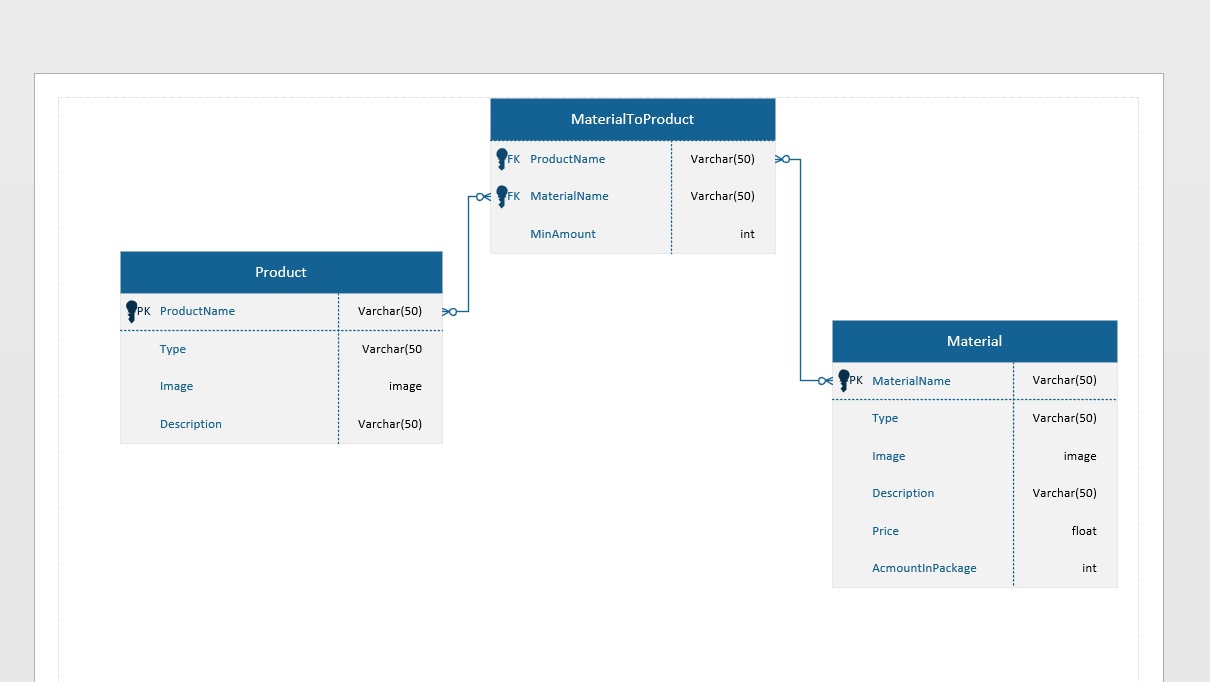 MaterialToProduct
FK ProductName Varchar(50)
FK MaterialName Varchar(50)
MinAmount int
Product
PK ProductName Varchar(50)
Type Varchar(50
Image image
Description Varchar(50)
Material
PK MaterialName Varchar(50)
Type Varchar(50)
Image image
Description Varchar(50)
Price float
AcmountInPackage int